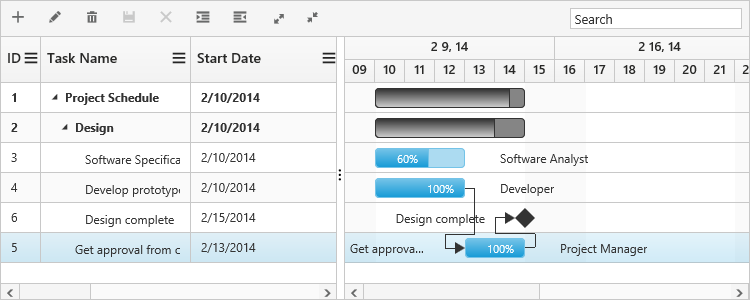 Search
ID Task Name Start Date
2 9, 14 2 16, 14
09 10 11 12 13 14 15 16 17 18 19 20 21 2
1 Project Schedule 2/10/2014
2 Design 2/10/2014
3 Software Specifica 2/10/2014 60% Software Analyst
4 Develop prototype 2/10/2014 100% Developer
6 Design complete 2/15/2014 Design complete
5 Get approval from c 2/13/2014 Get approva... 100% Project Manager